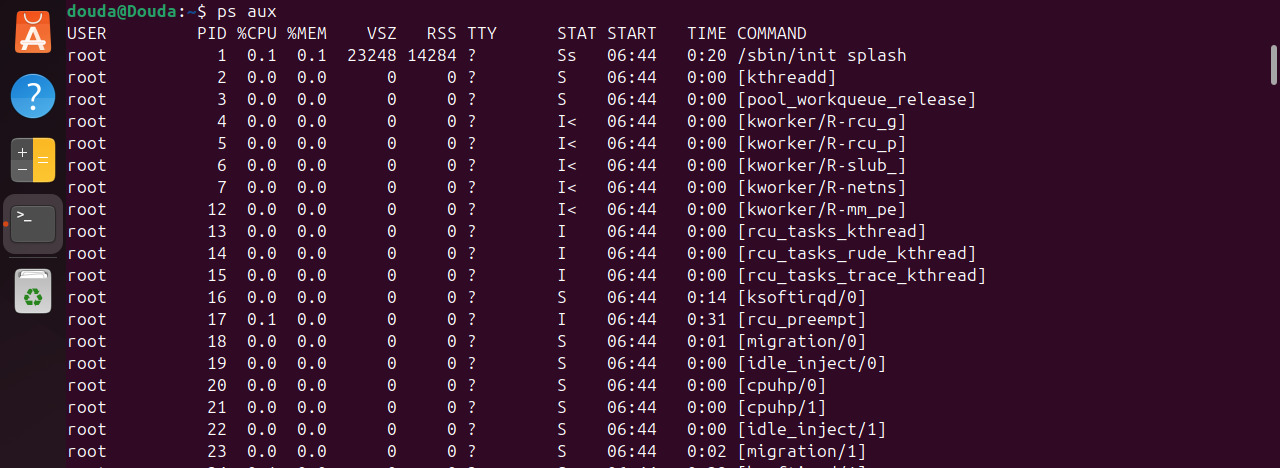 douda@Douda:~$ ps aux
USER         PID %CPU %MEM    VSZ   RSS TTY      STAT START   TIME COMMAND
root           1  0.1  0.1  23248 14284 ?        Ss   06:44   0:20 /sbin/init splash
root           2  0.0  0.0      0     0 ?        S    06:44   0:00 [kthreadd]
root           3  0.0  0.0      0     0 ?        S    06:44   0:00 [pool_workqueue_release]
root           4  0.0  0.0      0     0 ?        I<   06:44   0:00 [kworker/R-rcu_g]
root           5  0.0  0.0      0     0 ?        I<   06:44   0:00 [kworker/R-rcu_p]
root           6  0.0  0.0      0     0 ?        I<   06:44   0:00 [kworker/R-slub_]
root           7  0.0  0.0      0     0 ?        I<   06:44   0:00 [kworker/R-netns]
root          12  0.0  0.0      0     0 ?        I<   06:44   0:00 [kworker/R-mm_pe]
root          13  0.0  0.0      0     0 ?        I    06:44   0:00 [rcu_tasks_kthread]
root          14  0.0  0.0      0     0 ?        I    06:44   0:00 [rcu_tasks_rude_kthread]
root          15  0.0  0.0      0     0 ?        I    06:44   0:00 [rcu_tasks_trace_kthread]
root          16  0.0  0.0      0     0 ?        S    06:44   0:14 [ksoftirqd/0]
root          17  0.1  0.0      0     0 ?        I    06:44   0:31 [rcu_preempt]
root          18  0.0  0.0      0     0 ?        S    06:44   0:01 [migration/0]
root          19  0.0  0.0      0     0 ?        S    06:44   0:00 [idle_inject/0]
root          20  0.0  0.0      0     0 ?        S    06:44   0:00 [cpuhp/0]
root          21  0.0  0.0      0     0 ?        S    06:44   0:00 [cpuhp/1]
root          22  0.0  0.0      0     0 ?        S    06:44   0:00 [idle_inject/1]
root          23  0.0  0.0      0     0 ?        S    06:44   0:02 [migration/1]